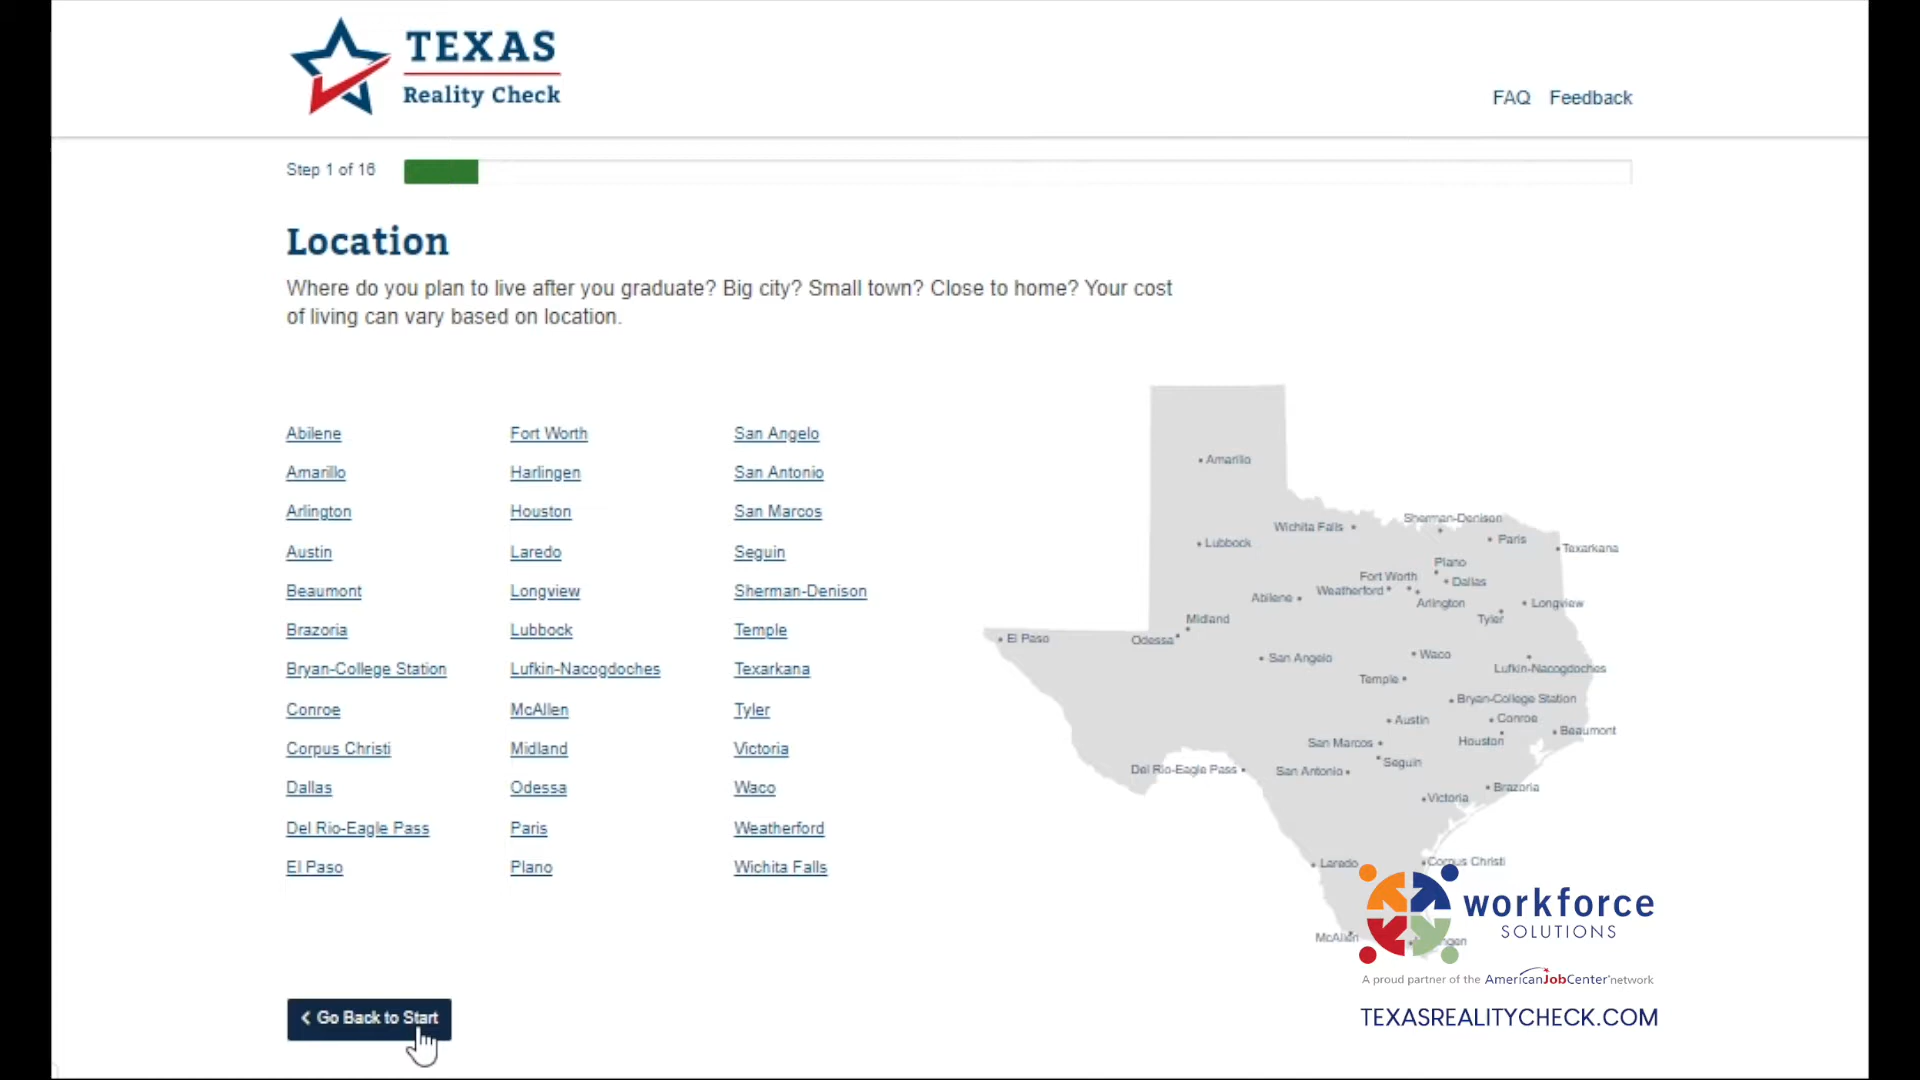 TEXAS
Reality Check
FAQ Feedback
Step 1 of 16
Location
Where do you plan to live after you graduate? Big city? Small town? Close to home? Your cost
of living can vary based on location.
Abilene Fort Worth San Angelo
Amarillo Harlingen San Antonio
Arlington Houston San Marcos
Austin Laredo Seguin
Beaumont Longview Sherman-Denison
Brazoria Lubbock Temple
Bryan-College Station Lufkin-Nacogdoches Texarkana
Conroe McAllen Tyler
Corpus Christi Midland Victoria
Dallas Odessa Waco
Del Rio-Eagle Pass Paris Weatherford
El Paso Plano Wichita Falls
Amarillo
Sherman-Denison
Wichita Falls
Paris
Lubbock
Texarkana
Plano
Fort Worth
Dallas
Weatherford
Abilene
Arlington
Longview
Midland
Tyler
El Paso
Odessa
Waco
San Angelo
Lufkin-Nacogdoches
Temple
Bryan-College Station
Austin
Conroe
Beaumont
San Marcos
Houston
Seguin
Del Rio-Eagle Pass
San Antonio
Brazoria
Victoria
Laredo
Corpus Christi
McAllen
workforce
SOLUTIONS
A proud partner of the AmericanJobCenter network
TEXASREALITYCHECK.COM
Go Back to Start